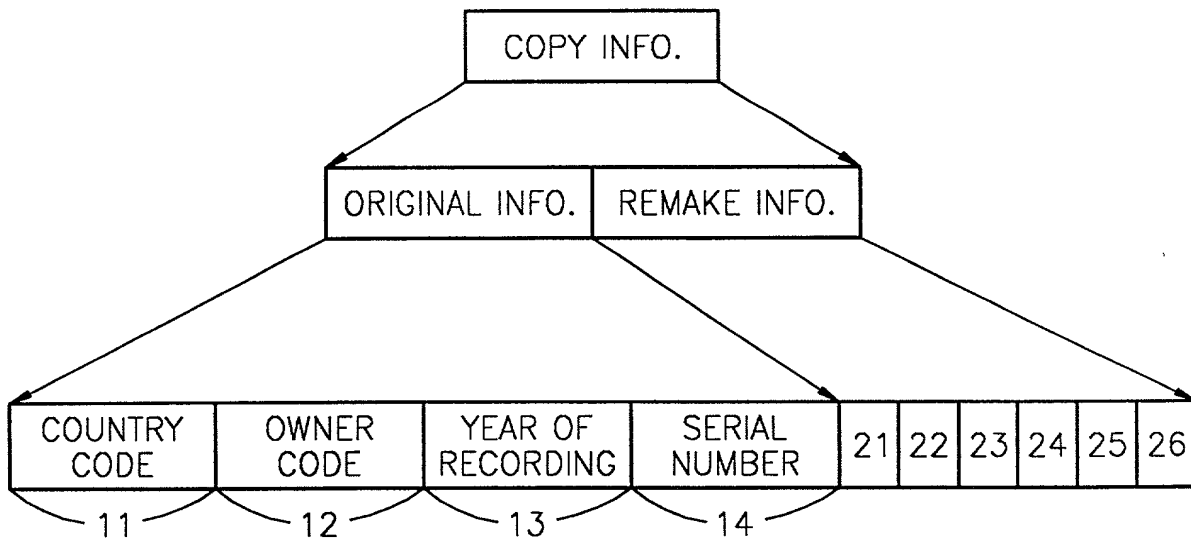 COPY INFO.
ORIGINAL INFO. REMAKE INFO.
COUNTRY CODE
OWNER CODE
YEAR OF RECORDING
SERIAL NUMBER
21 22 23 24 25 26
11 12 13 14